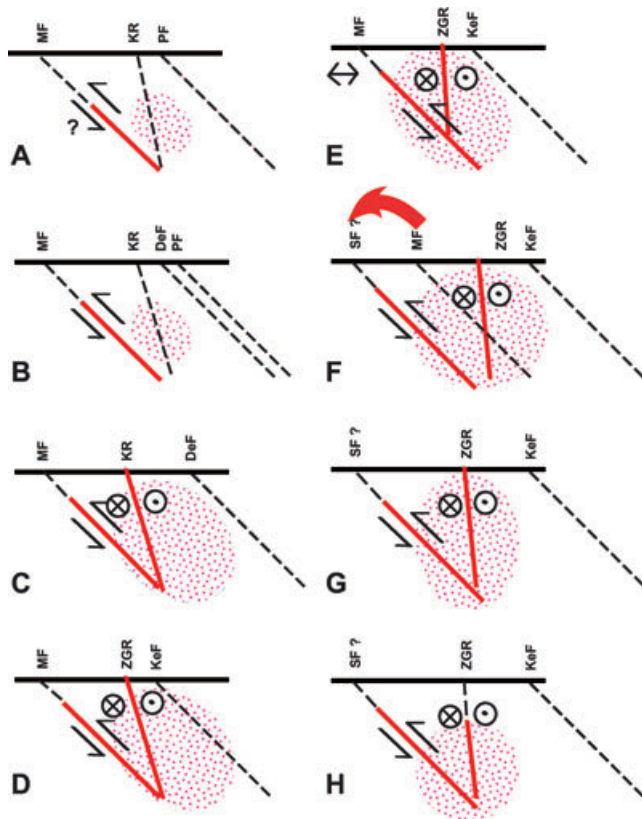 MF KR PF
?
A
MF KR DeF PF
B
MF KR DeF
C
MF ZGR KeF
D
MF ZGR KeF
E
SF ? MF ZGR KeF
F
SF ? ZGR KeF
G
SF ? ZGR KeF
H